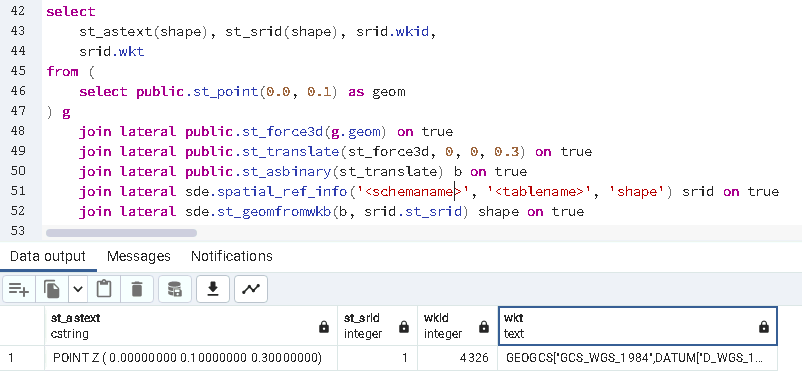 42 select
43 st_astext(shape), st_srid(shape), srid.wkid,
44 srid.wkt
45 from (
46 select public.st_point(0.0, 0.1) as geom
47 ) g
48 join lateral public.st_force3d(g.geom) on true
49 join lateral public.st_translate(st_force3d, 0, 0, 0.3) on true
50 join lateral public.st_asbinary(st_translate) b on true
51 join lateral sde.spatial_ref_info('<schemaname>', '<tablename>', 'shape') srid on true
52 join lateral sde.st_geomfromwkb(b, srid.st_srid) shape on true
53
Data output Messages Notifications
st_astext st_srid wkid wkt
cstring integer integer text
1 POINT Z ( 0.00000000 0.10000000 0.30000000) 1 4326 GEOGCS["GCS_WGS_1984",DATUM["D_WGS_1...